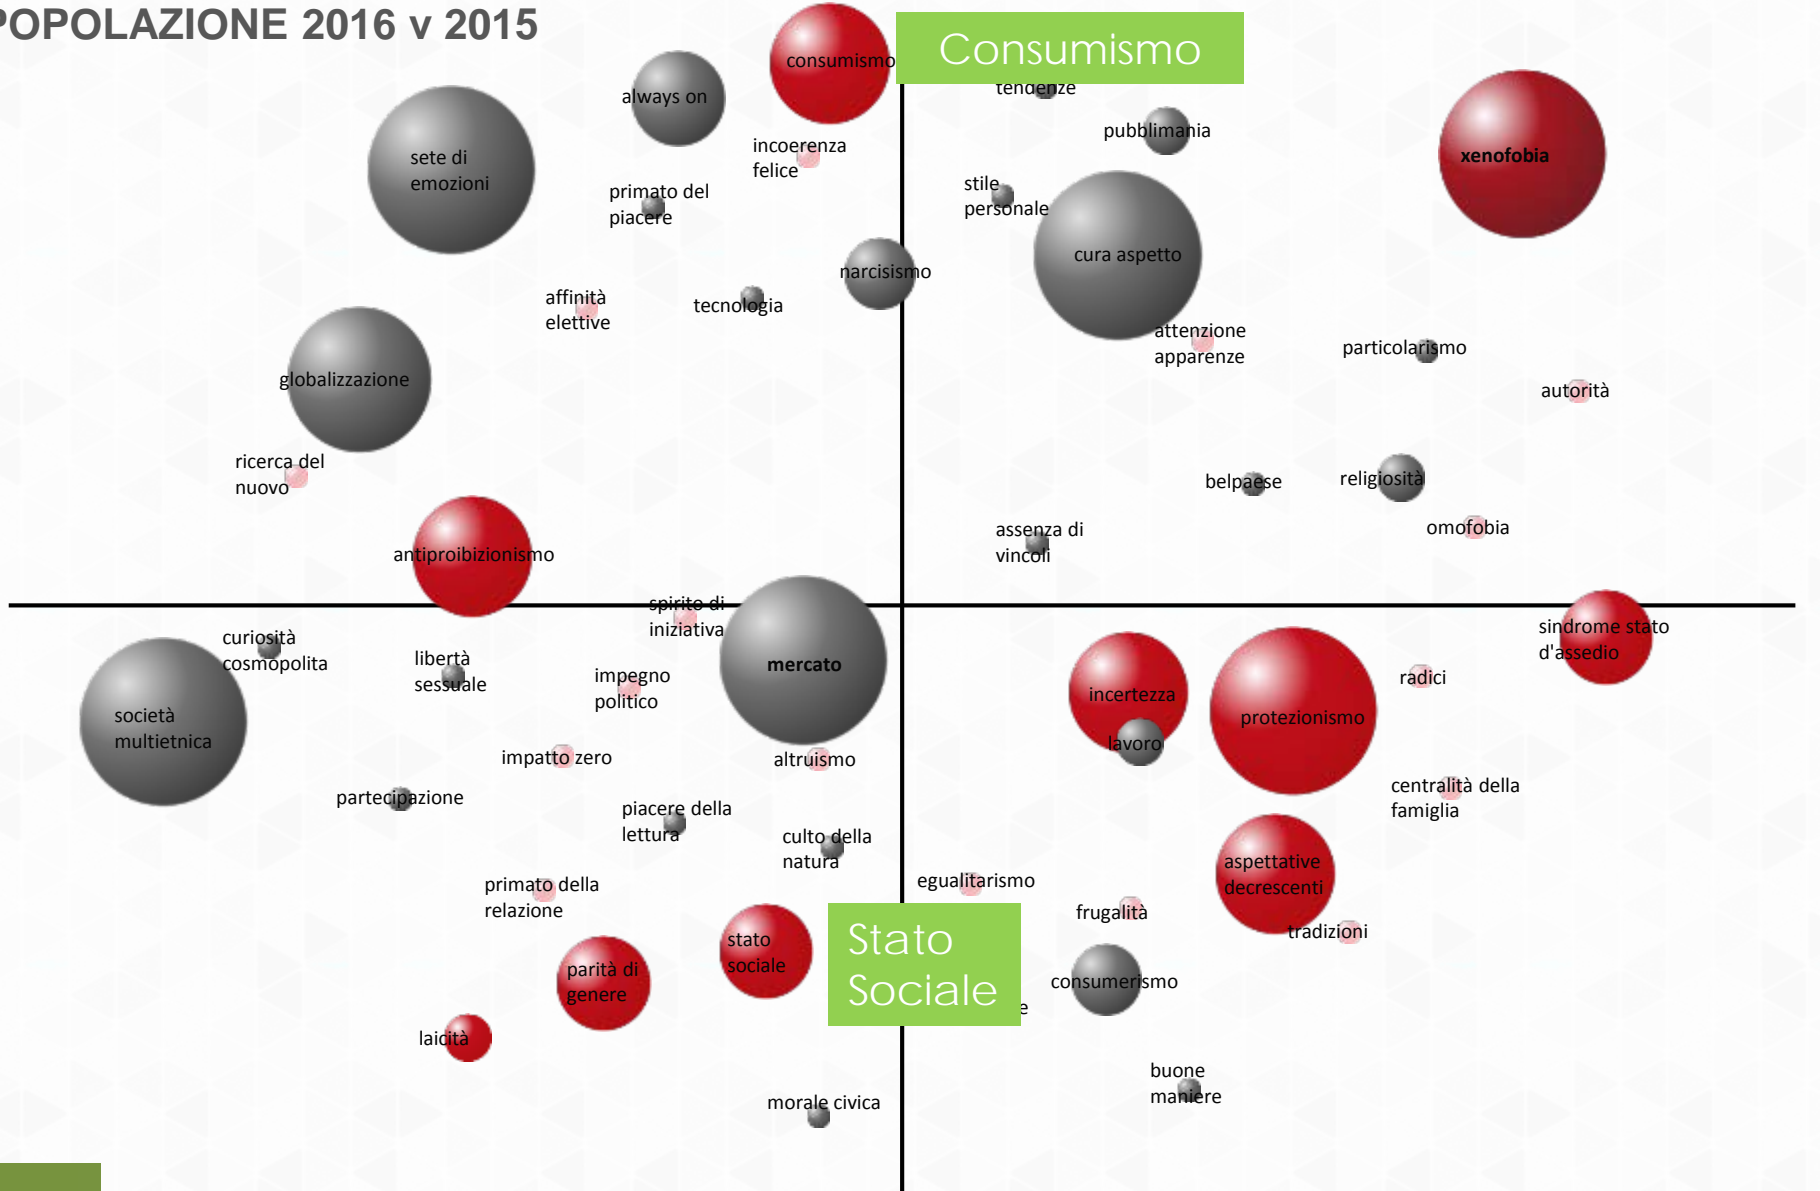 POPOLAZIONE 2016 v 2015
Consumismo
consumismo
always on
tendenze
pubblimania
xenofobia
sete di
emozioni
incoerenza
felice
primato del
piacere
stile
personale
cura aspetto
narcisismo
affinità
elettive
tecnologia
attenzione
apparenze
particolarismo
autorità
globalizzazione
ricerca del
nuovo
belpaese
religiosità
omofobia
assenza di
vincoli
antiproibizionismo
spirito di
iniziativa
curiosità
cosmopolita
libertà
sessuale
impegno
politico
mercato
incertezza
lavoro
protezionismo
radici
sindrome stato
d'assedio
società
multietnica
impatto zero
altruismo
partecipazione
piacere della
lettura
culto della
natura
centralità della
famiglia
aspettative
decrescenti
tradizioni
primato della
relazione
egualitarismo
frugalità
stato
sociale
Stato
Sociale
parità di
genere
consumerismo
e
laicità
buone
maniere
morale civica